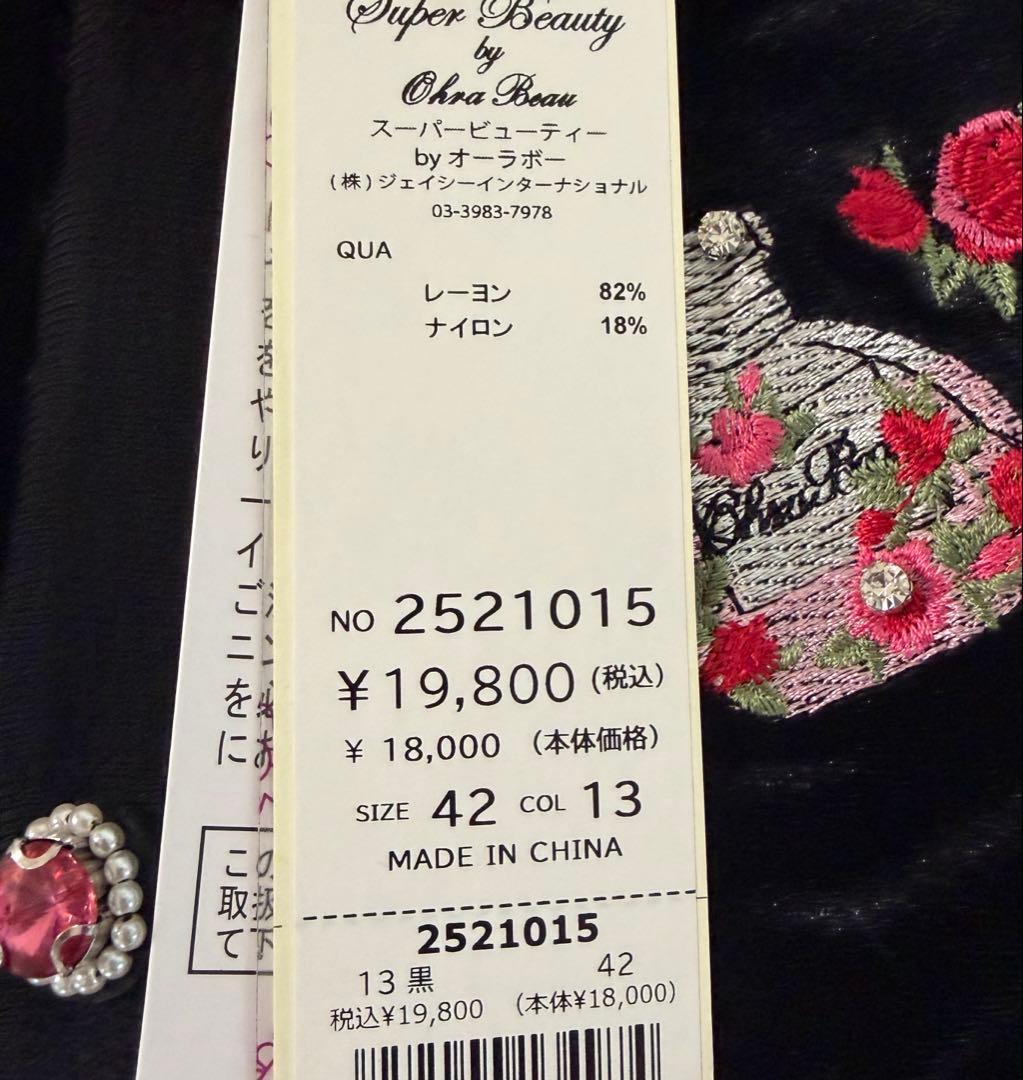 Super Beauty
by
Ohra Beau
スーパービューティー
by オーラボー
(株)ジェイシーインターナショナル
03-3983-7978
QUA
レーヨン 82%
ナイロン 18%
NO 2521015
¥19,800(税込)
¥ 18,000 (本体価格)
SIZE 42 COL 13
MADE IN CHINA
2521015
13 黒 42
税込¥19,800 (本体¥18,000)